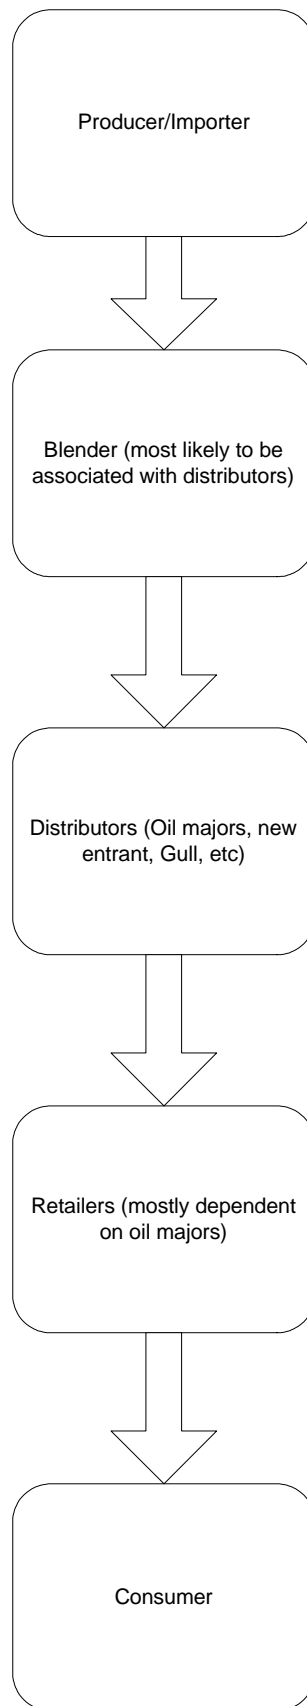 Producer/Importer
Blender (most likely to be
associated with distributors)
Distributors (Oil majors, new
entrant, Gull, etc)
Retailers (mostly dependent
on oil majors)
Consumer